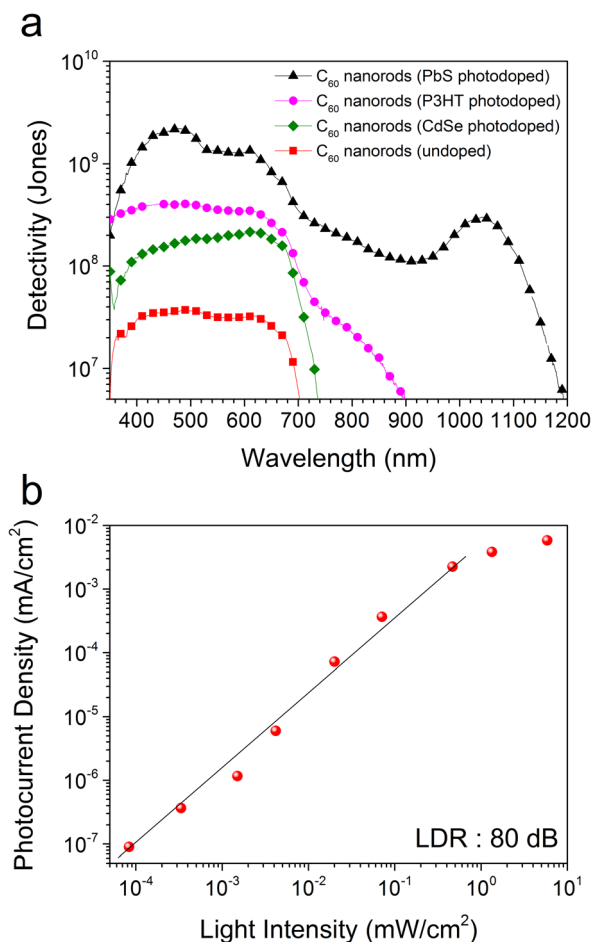 a
Detectivity (Jones)
10^10
10^9
10^8
10^7
C60 nanorods (PbS photodoped)
C60 nanorods (P3HT photodoped)
C60 nanorods (CdSe photodoped)
C60 nanorods (undoped)
400 500 600 700 800 900 1000 1100 1200
Wavelength (nm)
b
Photocurrent Density (mA/cm^2)
10^-2
10^-3
10^-4
10^-5
10^-6
10^-7
LDR : 80 dB
10^-4 10^-3 10^-2 10^-1 10^0 10^1
Light Intensity (mW/cm^2)